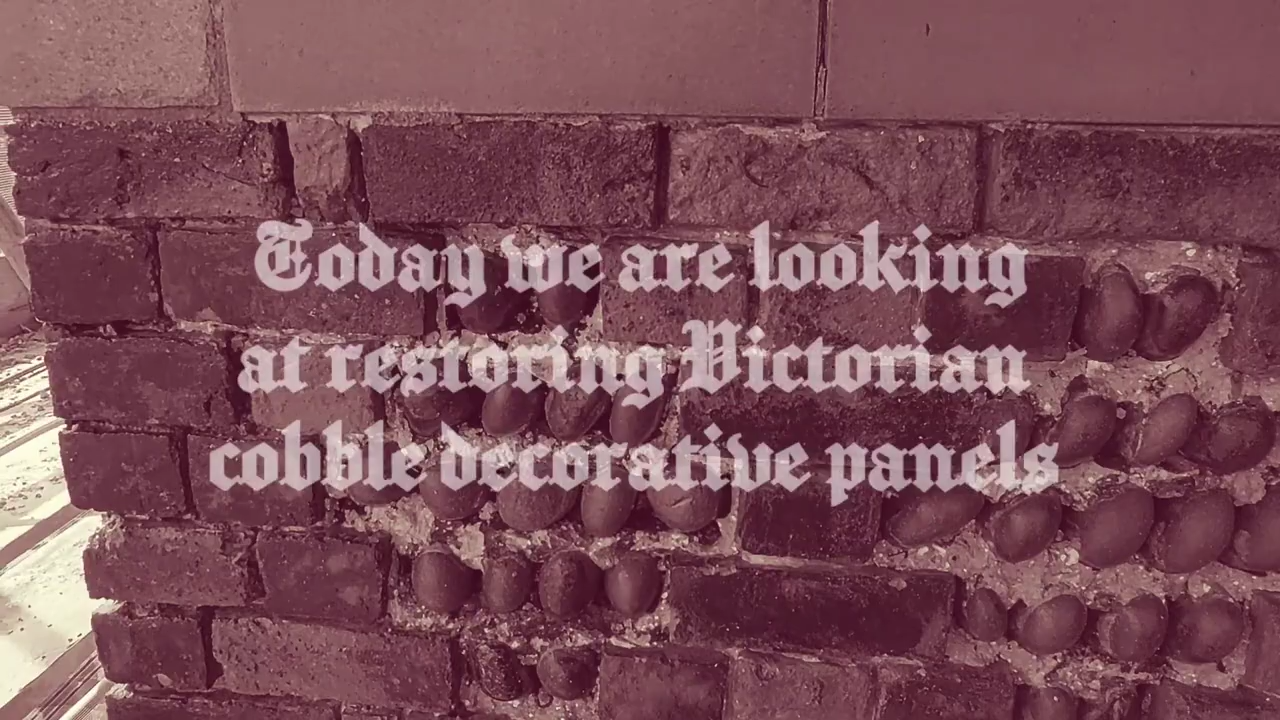 Today we are looking
at restoring Victorian
cobble decorative panels